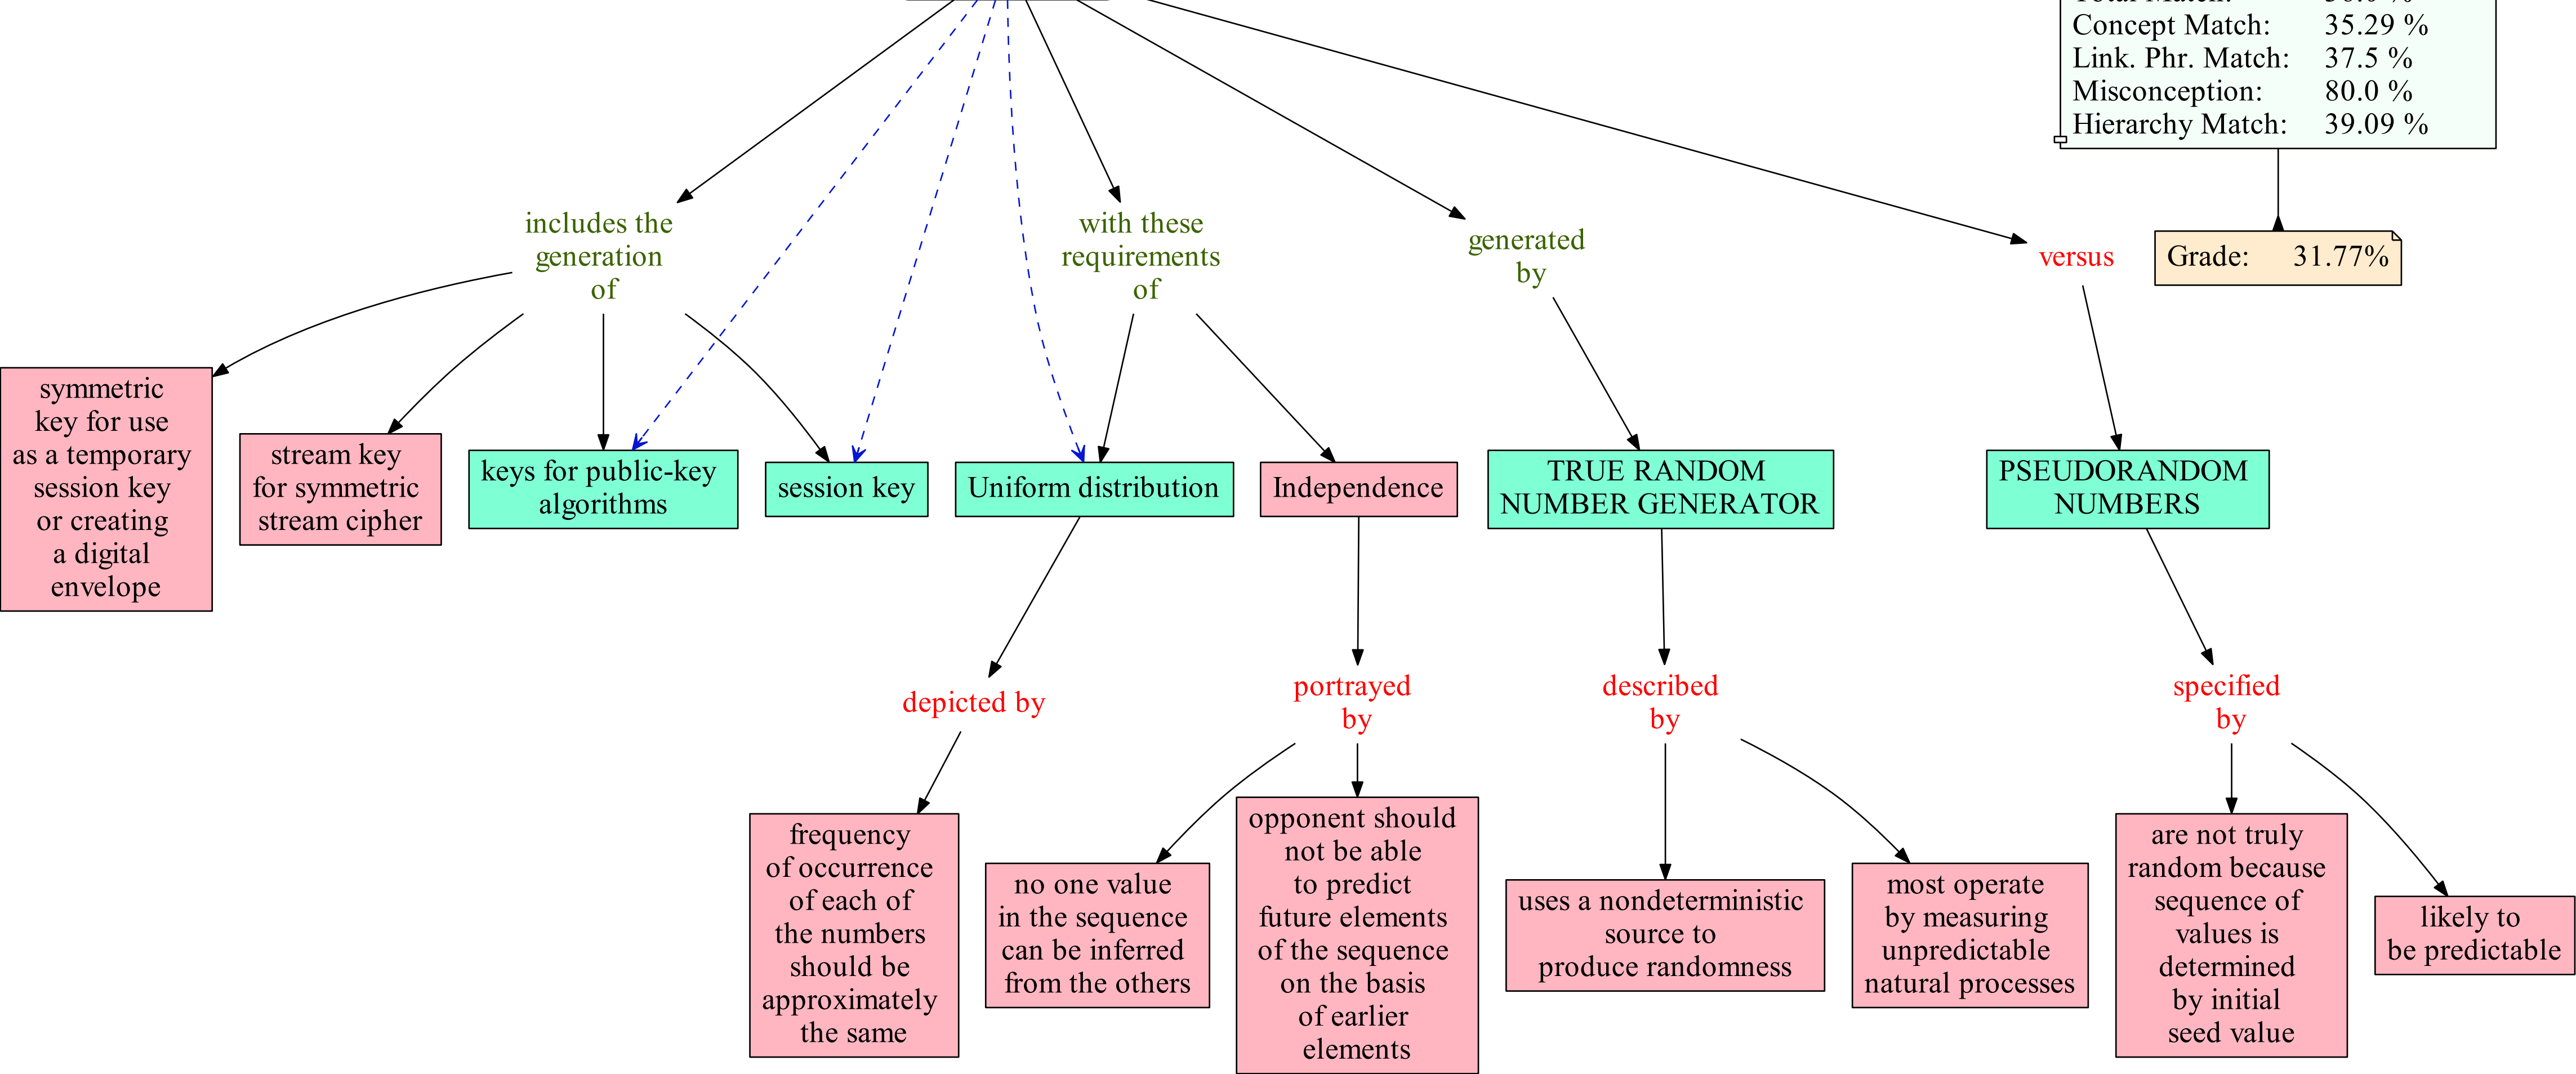 Concept Match: 35.29 %
Link. Phr. Match: 37.5 %
Misconception: 80.0 %
Hierarchy Match: 39.09 %
Grade: 31.77%
includes the
generation
of
with these
requirements
of
generated
by
versus
symmetric
key for use
as a temporary
session key
or creating
a digital
envelope
stream key
for symmetric
stream cipher
keys for public-key
algorithms
session key
Uniform distribution
Independence
TRUE RANDOM
NUMBER GENERATOR
PSEUDORANDOM
NUMBERS
depicted by
portrayed
by
described
by
specified
by
frequency
of occurrence
of each of
the numbers
should be
approximately
the same
no one value
in the sequence
can be inferred
from the others
opponent should
not be able
to predict
future elements
of the sequence
on the basis
of earlier
elements
uses a nondeterministic
source to
produce randomness
most operate
by measuring
unpredictable
natural processes
are not truly
random because
sequence of
values is
determined
by initial
seed value
likely to
be predictable